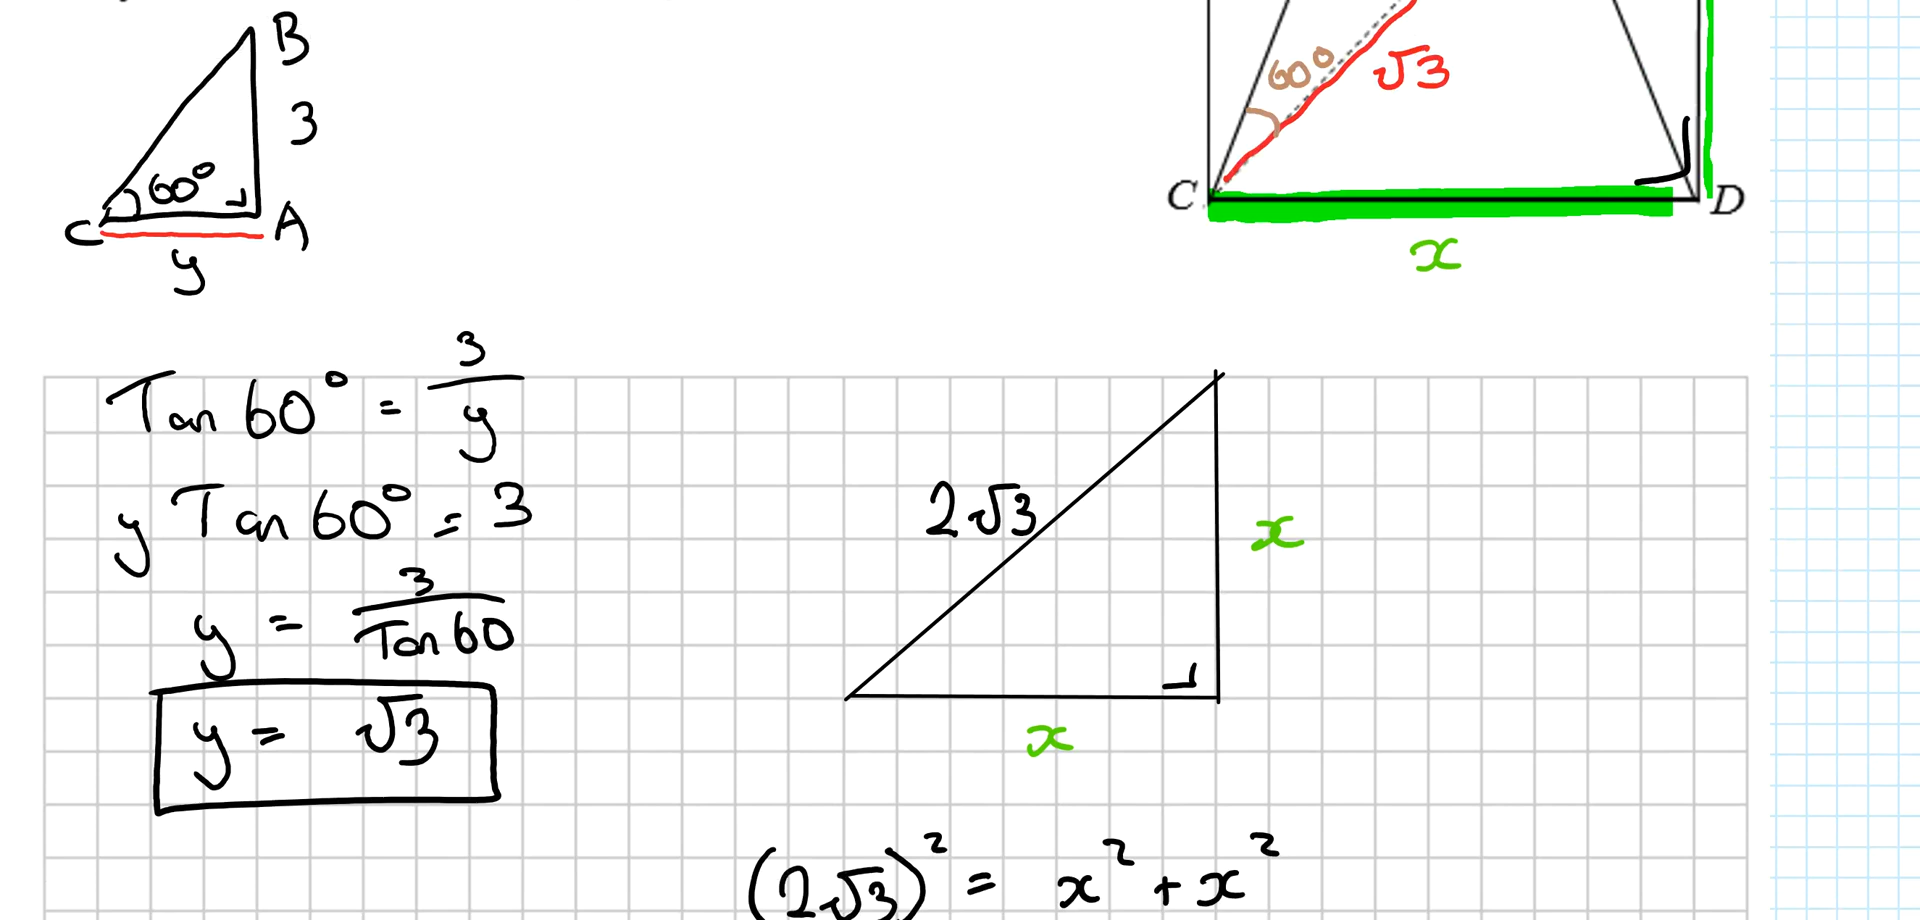 B
3
60°
C
A
y
60°
√3
C
D
x
Tan 60° = 3/y
y Tan 60° = 3
y = 3/Tan 60
y = √3
2√3
x
x
(2√3)² = x² + x²